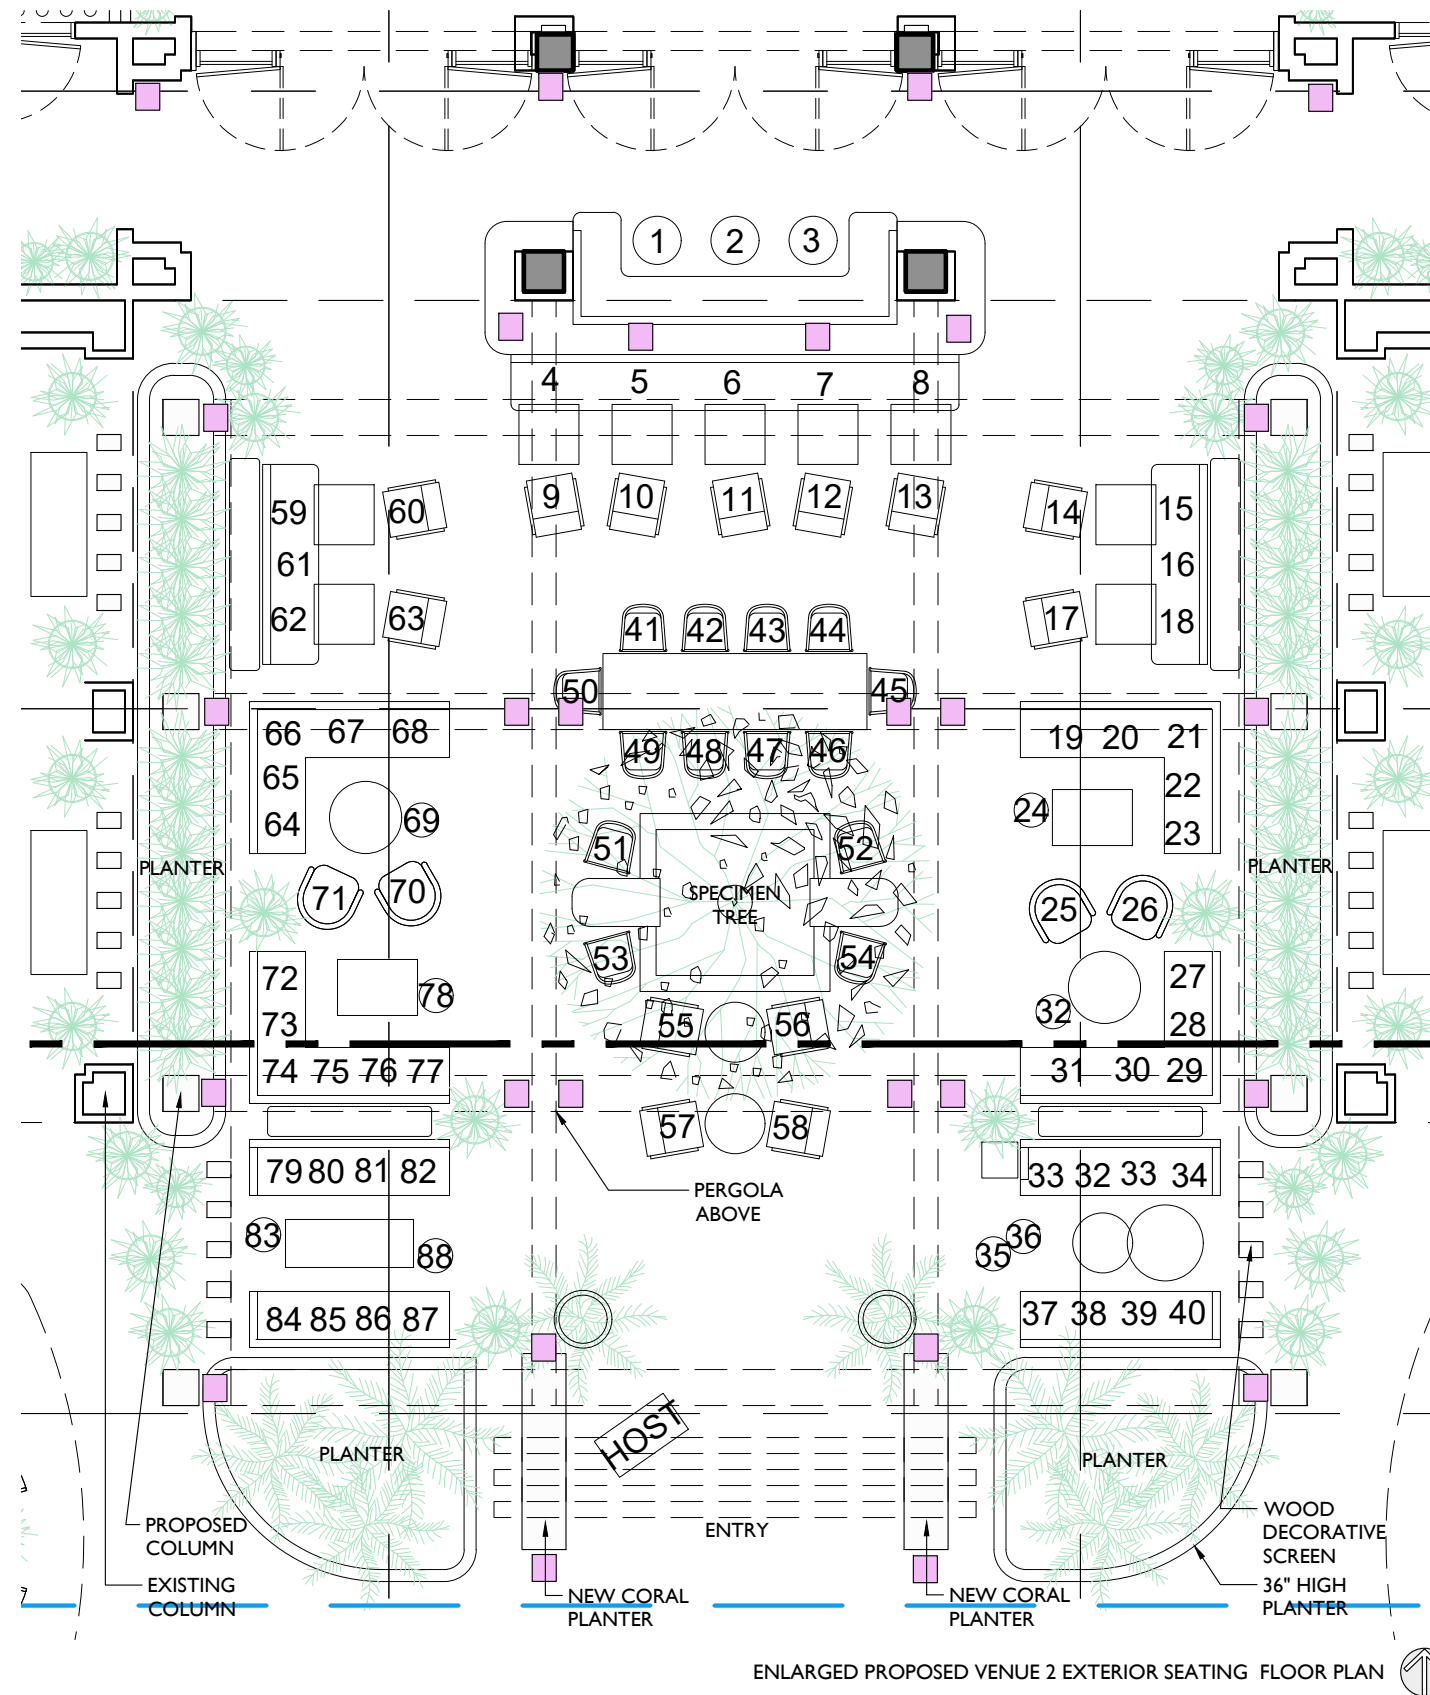 1 2 3
4 5 6 7 8
9 10 11 12 13
59 60 14 15
61 16
62 63 17 18
41 42 43 44
50 45
66 67 68 19 20 21
49 48 47 46
65 22
64 69 24 23
51 52
PLANTER PLANTER
71 70 25 26
SPECIMEN
TREE
53 54
72 27
78 32
73 55 56 28
74 75 76 77 31 30 29
57 58
79 80 81 82 33 32 33 34
PERGOLA
ABOVE
83 88 35 36
84 85 86 87 37 38 39 40
HOST
PLANTER PLANTER
ENTRY
PROPOSED
COLUMN
EXISTING
COLUMN
NEW CORAL
PLANTER
NEW CORAL
PLANTER
WOOD
DECORATIVE
SCREEN
36" HIGH
PLANTER
ENLARGED PROPOSED VENUE 2 EXTERIOR SEATING FLOOR PLAN